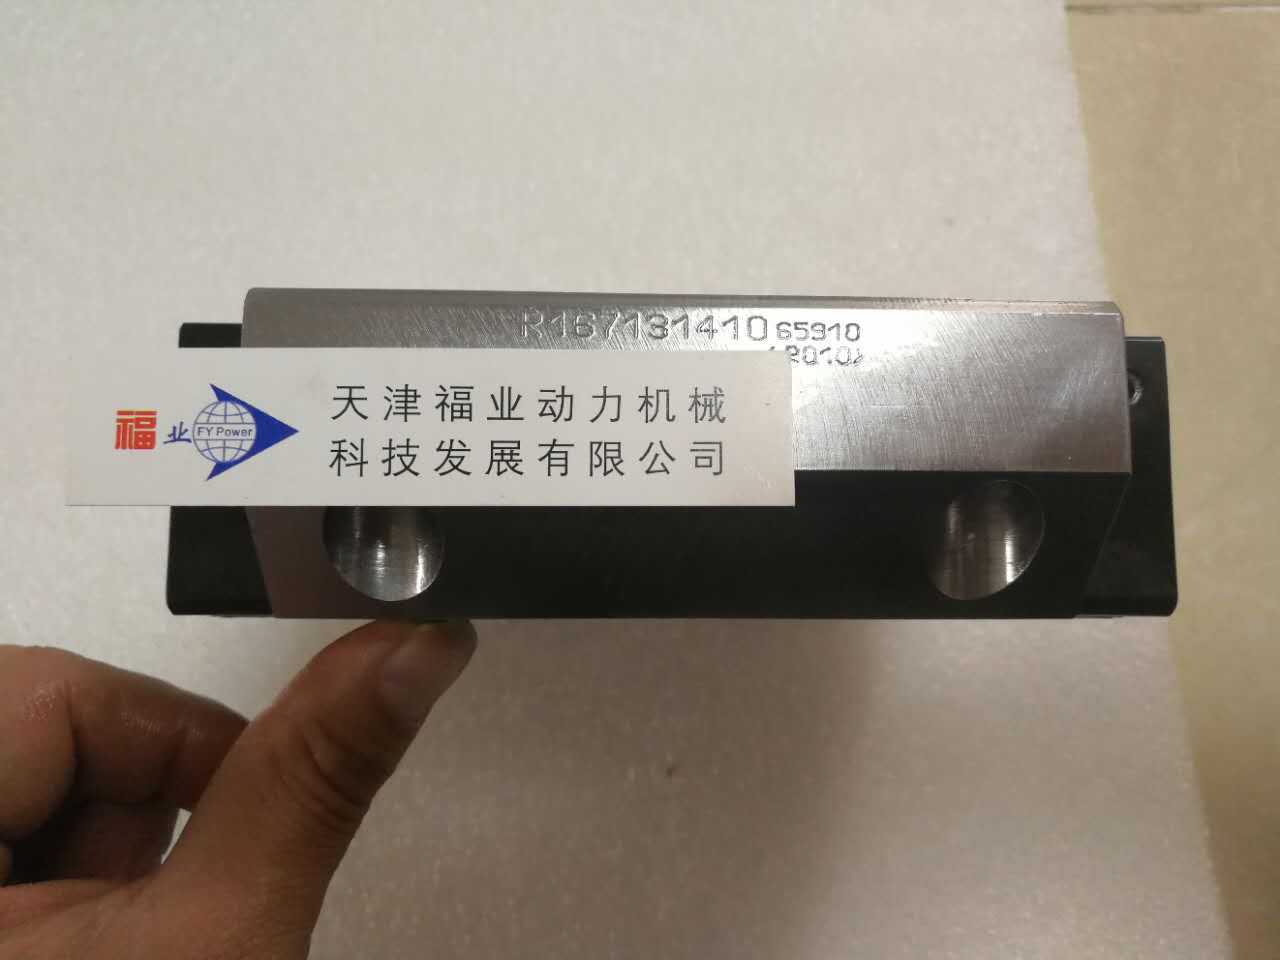 R167131410 65910
福业 FY Power
天津福业动力机械
科技发展有限公司